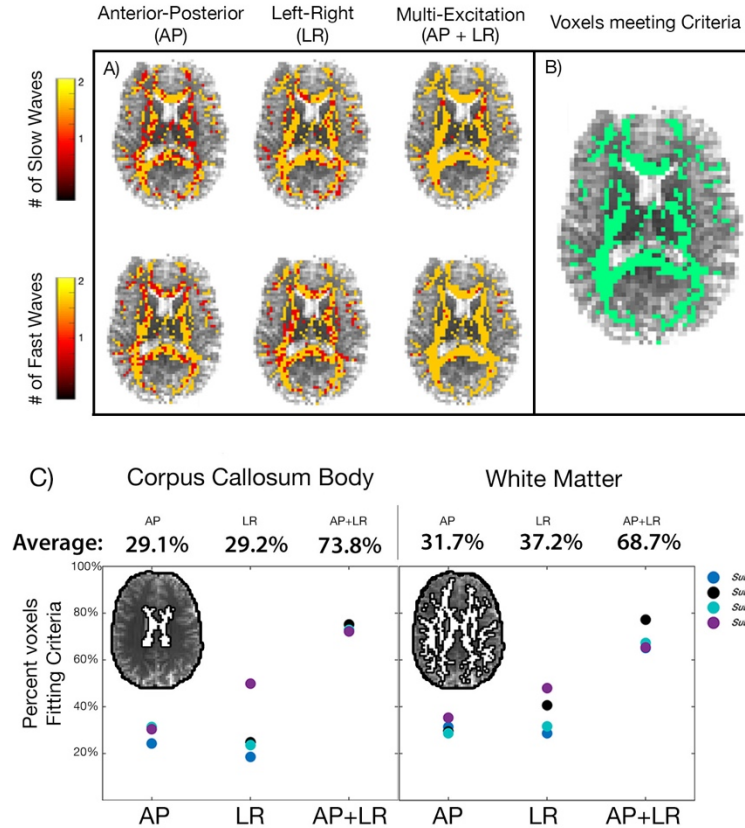 Anterior-Posterior
(AP)
Left-Right
(LR)
Multi-Excitation
(AP + LR)
Voxels meeting Criteria
A)
B)
# of Slow Waves
2
1
# of Fast Waves
2
1
C)
Corpus Callosum Body
White Matter
AP
LR
AP+LR
AP
LR
AP+LR
Average: 29.1% 29.2% 73.8% 31.7% 37.2% 68.7%
Percent voxels
Fitting Criteria
100%
80%
60%
40%
20%
AP
LR
AP+LR
AP
LR
AP+LR